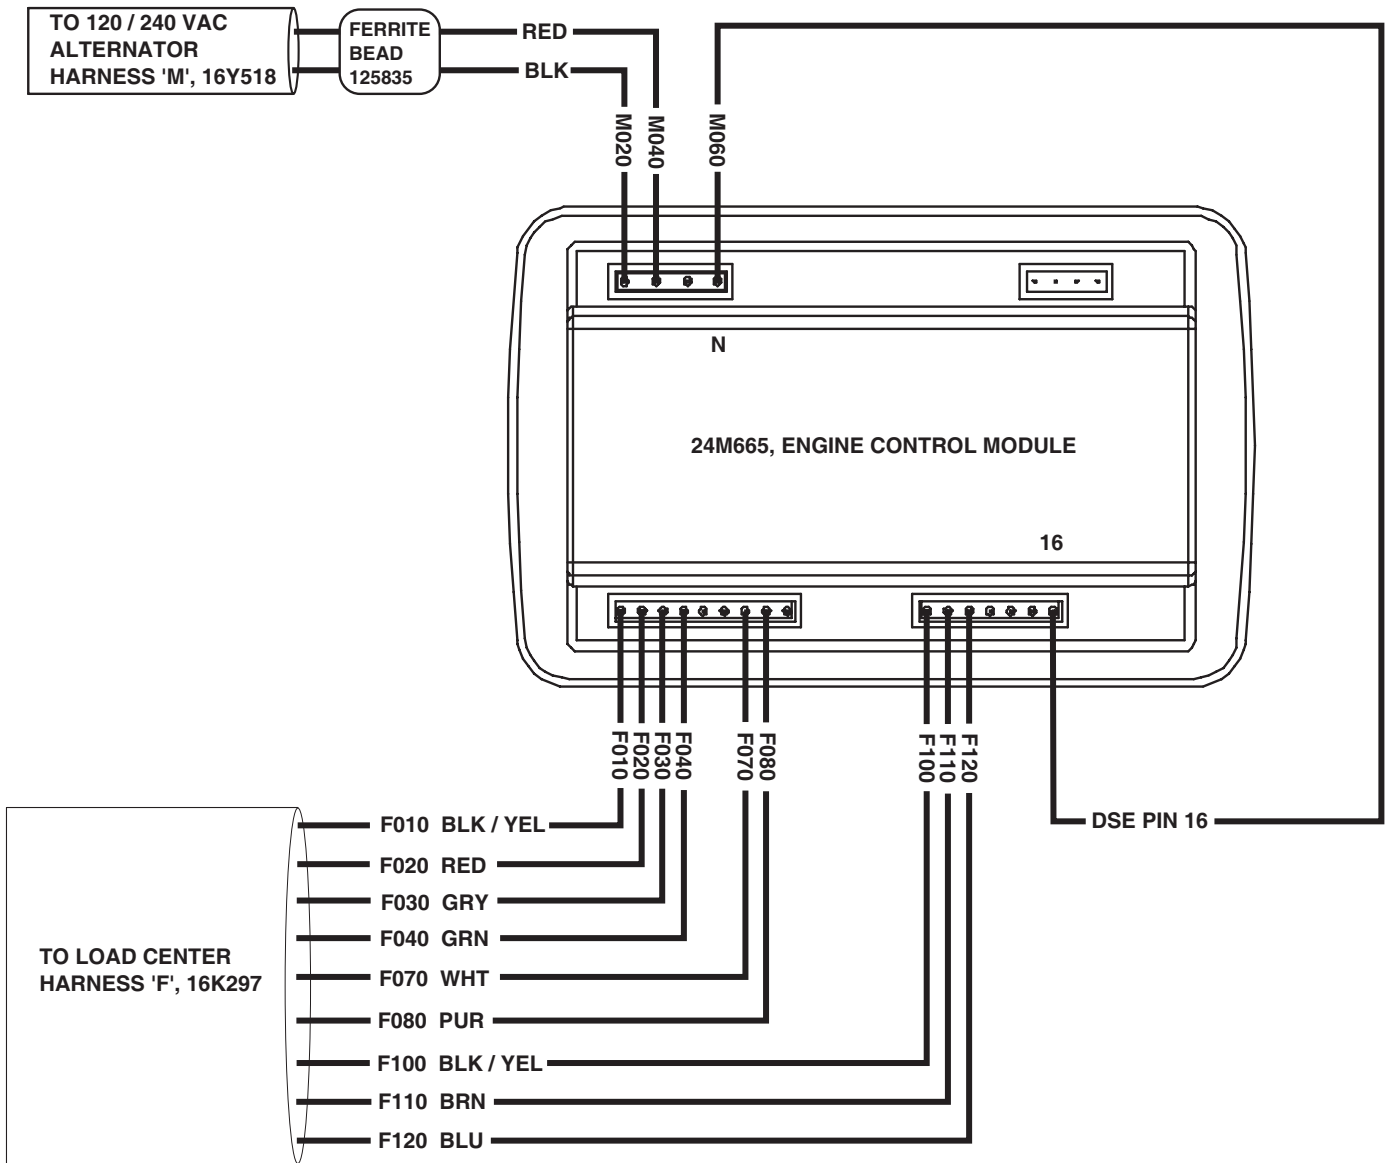 TO 120 / 240 VAC
ALTERNATOR
HARNESS 'M', 16Y518
FERRITE
BEAD
125835
RED
BLK
M020
M040
M060
N
24M665, ENGINE CONTROL MODULE
16
F010
F020
F030
F040
F070
F080
F100
F110
F120
DSE PIN 16
TO LOAD CENTER
HARNESS 'F', 16K297
F010 BLK / YEL
F020 RED
F030 GRY
F040 GRN
F070 WHT
F080 PUR
F100 BLK / YEL
F110 BRN
F120 BLU